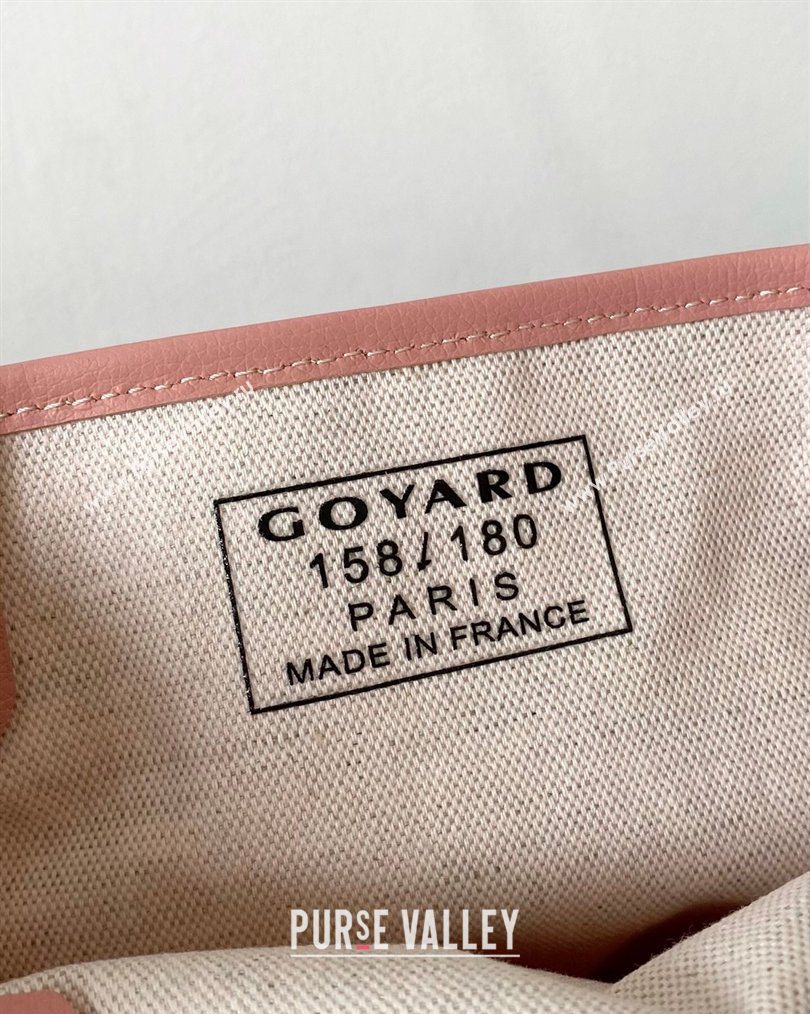 GOYARD
158/180
PARIS
MADE IN FRANCE
PURSE VALLEY